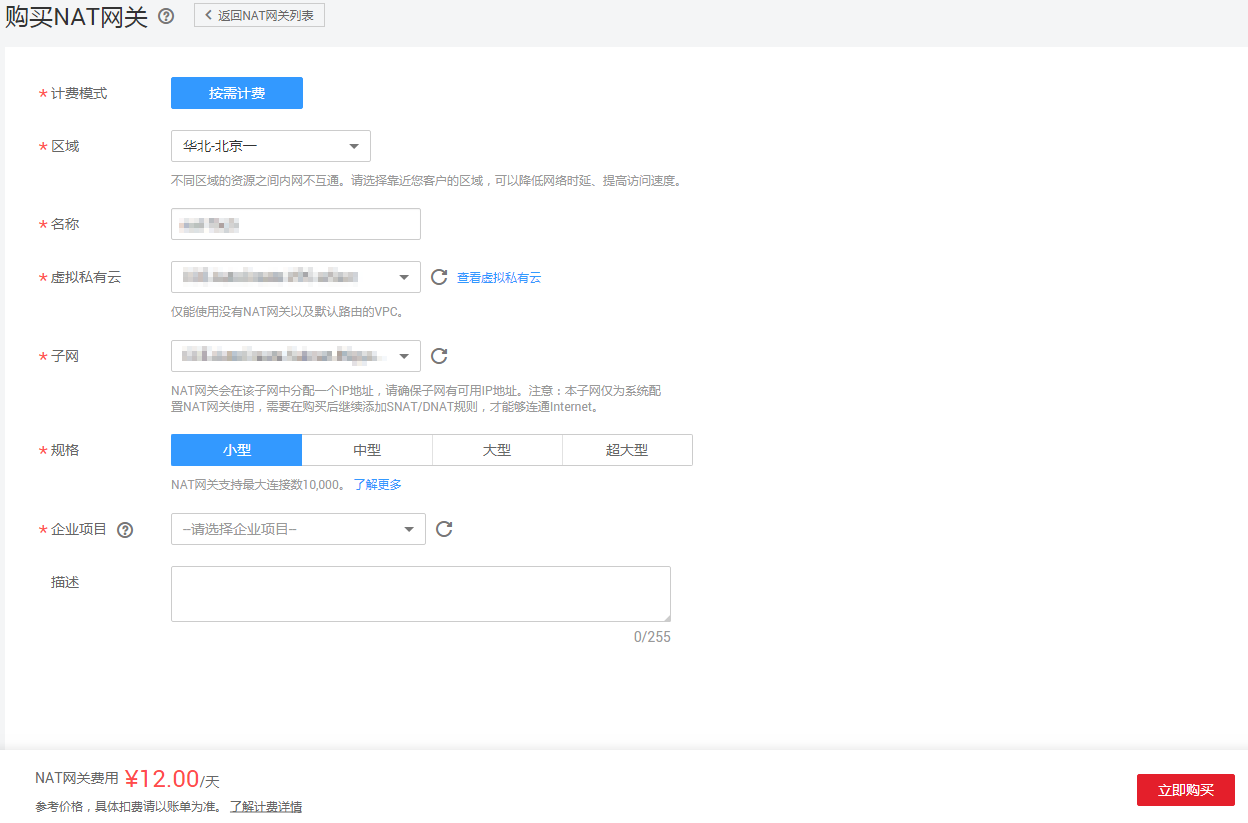 购买NAT网关
返回NAT网关列表
* 计费模式
按需计费
* 区域
华北-北京一
不同区域的资源之间内网不互通。请选择靠近您客户的区域，可以降低网络时延、提高访问速度。
* 名称
* 虚拟私有云
查看虚拟私有云
仅能使用没有NAT网关以及默认路由的VPC。
* 子网
NAT网关会在该子网中分配一个IP地址，请确保子网有可用IP地址。注意：本子网仅为系统配
置NAT网关使用，需要在购买后继续添加SNAT/DNAT规则，才能够连通Internet。
* 规格
小型 中型 大型 超大型
NAT网关支持最大连接数10,000。 了解更多
* 企业项目
--请选择企业项目--
描述
0/255
NAT网关费用 ¥12.00/天
参考价格，具体扣费请以账单为准。 了解计费详情
立即购买